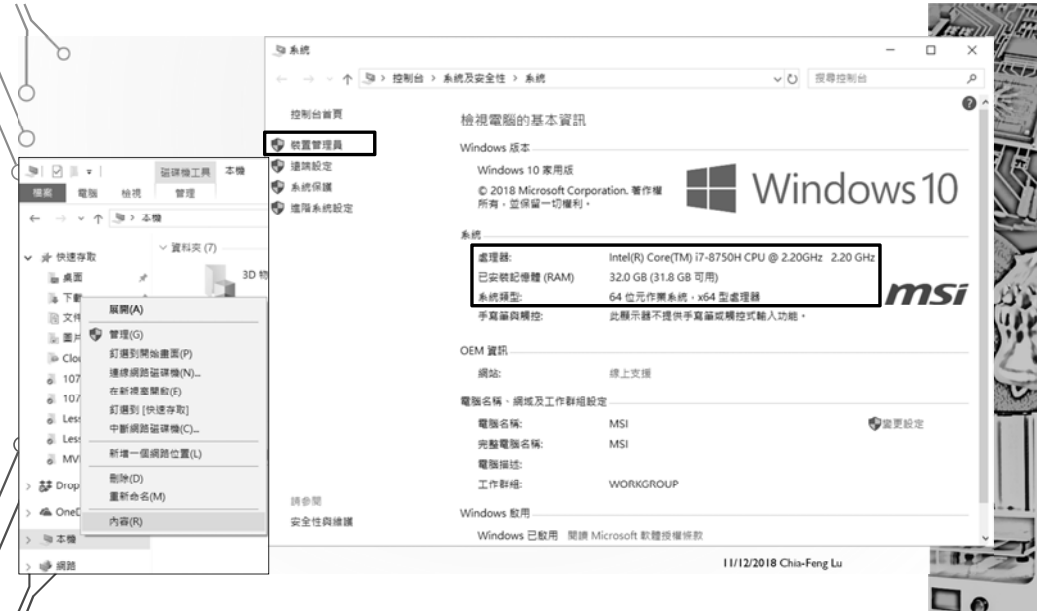 系統
控制台 > 系統及安全性 > 系統
搜尋控制台
控制台首頁
裝置管理員
遠端設定
系統保護
進階系統設定
請參閱
安全性與維護
檢視電腦的基本資訊
Windows 版本
Windows 10 家用版
© 2018 Microsoft Corporation. 著作權
所有，並保留一切權利。
Windows 10
系統
處理器: Intel(R) Core(TM) i7-8750H CPU @ 2.20GHz 2.20 GHz
已安裝記憶體 (RAM) 32.0 GB (31.8 GB 可用)
系統類型: 64 位元作業系統，x64 型處理器
手寫筆與觸控: 此顯示器不提供手寫筆或觸控式輸入功能。
msi
OEM 資訊
網站: 線上支援
電腦名稱、網域及工作群組設定
電腦名稱: MSI
變更設定
完整電腦名稱: MSI
電腦描述:
工作群組: WORKGROUP
Windows 啟用
Windows 已啟用 閱讀 Microsoft 軟體授權條款
磁碟機工具 本機
檔案 電腦 檢視 管理
本機
快速存取
資料夾 (7)
桌面
3D 物
下載
文件
圖片
Clou
107
107
Less
Less
MV
Drop
OneD
本機
網路
展開(A)
管理(G)
釘選到開始畫面(P)
連線網路磁碟機(N)...
在新視窗開啟(E)
釘選到 [快速存取]
中斷網路磁碟機(C)...
新增一個網路位置(L)
刪除(D)
重新命名(M)
內容(R)
11/12/2018 Chia-Feng Lu